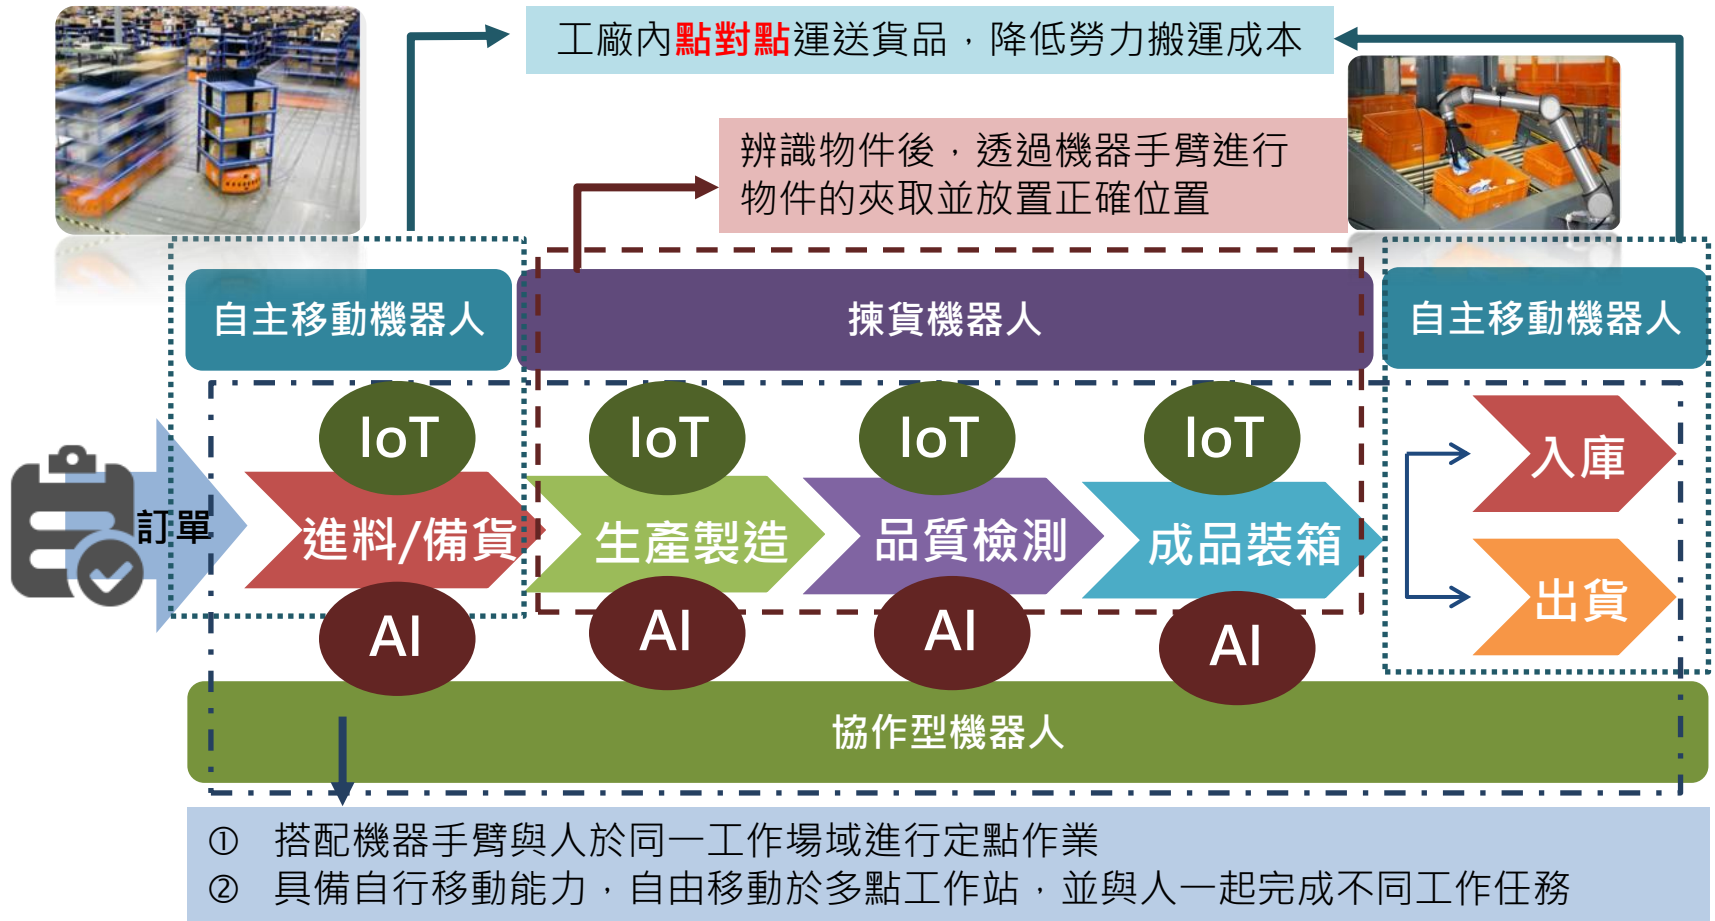 工廠內點對點運送貨品，降低勞力搬運成本
辨識物件後，透過機器手臂進行
物件的夾取並放置正確位置
自主移動機器人
揀貨機器人
自主移動機器人
IoT
IoT
IoT
IoT
訂單
進料/備貨
生產製造
品質檢測
成品裝箱
入庫
出貨
AI
AI
AI
AI
協作型機器人
① 搭配機器手臂與人於同一工作場域進行定點作業
② 具備自行移動能力，自由移動於多點工作站，並與人一起完成不同工作任務